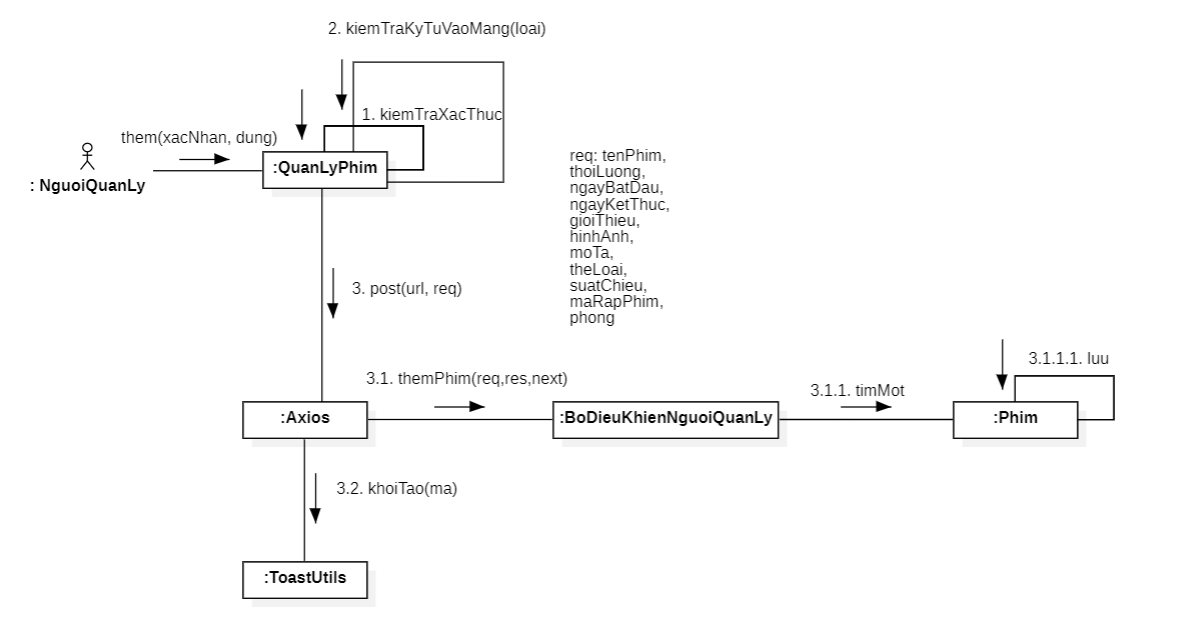 2. kiemTraKyTuVaoMang(loai)
1. kiemTraXacThuc
them(xacNhan, dung)
:QuanLyPhim
: NguoiQuanLy
req: tenPhim,
thoiLuong,
ngayBatDau,
ngayKetThuc,
gioiThieu,
hinhAnh,
moTa,
theLoai,
suatChieu,
maRapPhim,
phong
3. post(url, req)
3.1. themPhim(req,res,next)
3.1.1. timMot
3.1.1.1. luu
:Axios
:BoDieuKhienNguoiQuanLy
:Phim
3.2. khoiTao(ma)
:ToastUtils